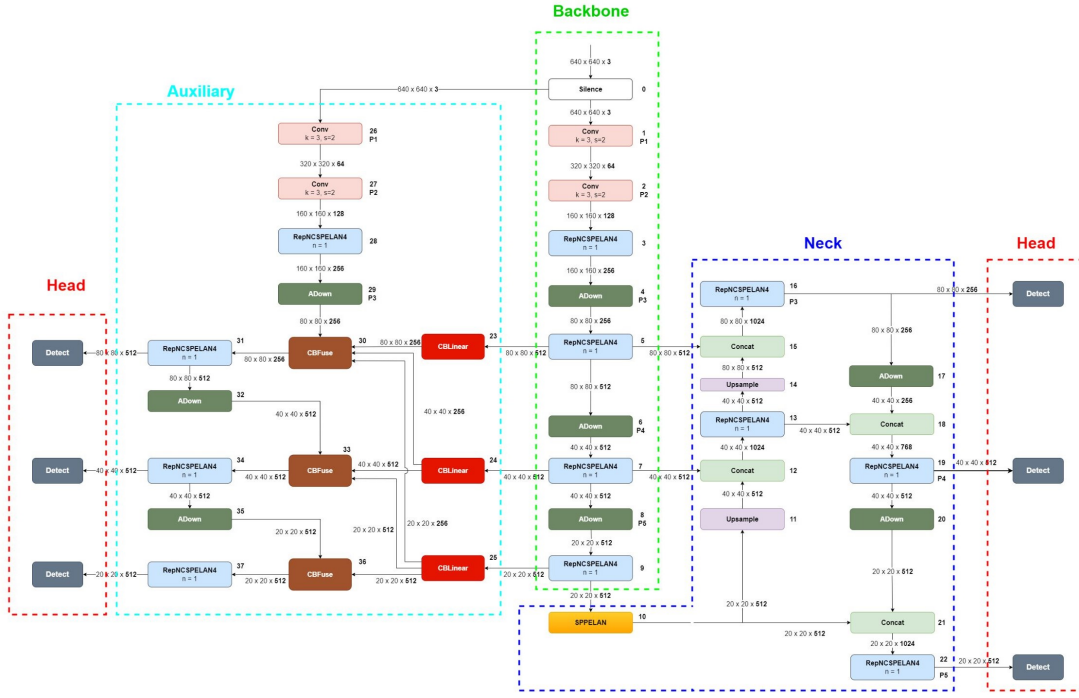 Backbone
640 x 640 x 3
Silence
0
640 x 640 x 3
640 x 640 x 3
Auxiliary
Conv
k = 3, s=2
26
P1
Conv
k = 3, s=2
1
P1
320 x 320 x 64
320 x 320 x 64
Conv
k = 3, s=2
27
P2
Conv
k = 3, s=2
2
P2
160 x 160 x 128
160 x 160 x 128
RepNCSPELAN4
n = 1
28
RepNCSPELAN4
n = 1
3
Neck
Head
160 x 160 x 256
160 x 160 x 256
Head
ADown
29
P3
ADown
4
P3
RepNCSPELAN4
n = 1
16
P3
80 x 80 x 256
Detect
80 x 80 x 256
80 x 80 x 256
80 x 80 x 1024
80 x 80 x 256
Detect
80 x 80 x 512
RepNCSPELAN4
n = 1
31
80 x 80 x 256
CBFuse
30
80 x 80 x 256
CBLinear
23
80 x 80 x 512
RepNCSPELAN4
n = 1
5
80 x 80 x 512
Concat
15
80 x 80 x 512
80 x 80 x 512
80 x 80 x 512
Upsample
14
ADown
17
ADown
32
40 x 40 x 512
40 x 40 x 256
40 x 40 x 512
40 x 40 x 256
ADown
6
P4
RepNCSPELAN4
n = 1
13
40 x 40 x 512
Concat
18
40 x 40 x 512
40 x 40 x 1024
40 x 40 x 768
Detect
40 x 40 x 512
RepNCSPELAN4
n = 1
34
40 x 40 x 512
CBFuse
33
40 x 40 x 512
CBLinear
24
40 x 40 x 512
RepNCSPELAN4
n = 1
7
40 x 40 x 512
Concat
12
RepNCSPELAN4
n = 1
19
P4
40 x 40 x 512
Detect
40 x 40 x 512
40 x 40 x 512
40 x 40 x 512
40 x 40 x 512
ADown
35
20 x 20 x 512
20 x 20 x 512
20 x 20 x 256
ADown
8
P5
Upsample
11
ADown
20
20 x 20 x 512
Detect
20 x 20 x 512
RepNCSPELAN4
n = 1
37
20 x 20 x 512
CBFuse
36
20 x 20 x 512
CBLinear
25
20 x 20 x 512
RepNCSPELAN4
n = 1
9
20 x 20 x 512
20 x 20 x 512
20 x 20 x 512
SPPELAN
10
20 x 20 x 512
Concat
21
20 x 20 x 1024
RepNCSPELAN4
n = 1
22
P5
20 x 20 x 512
Detect